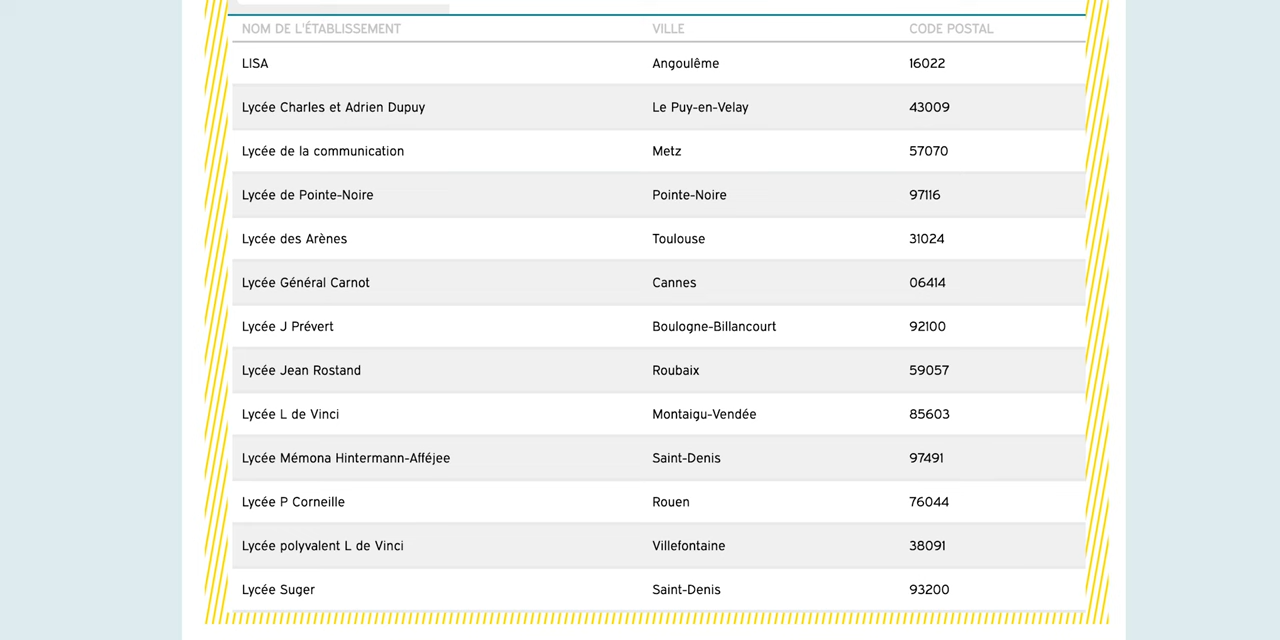 NOM DE L'ÉTABLISSEMENT VILLE CODE POSTAL
LISA Angoulême 16022
Lycée Charles et Adrien Dupuy Le Puy-en-Velay 43009
Lycée de la communication Metz 57070
Lycée de Pointe-Noire Pointe-Noire 97116
Lycée des Arènes Toulouse 31024
Lycée Général Carnot Cannes 06414
Lycée J Prévert Boulogne-Billancourt 92100
Lycée Jean Rostand Roubaix 59057
Lycée L de Vinci Montaigu-Vendée 85603
Lycée Mémona Hintermann-Afféjee Saint-Denis 97491
Lycée P Corneille Rouen 76044
Lycée polyvalent L de Vinci Villefontaine 38091
Lycée Suger Saint-Denis 93200